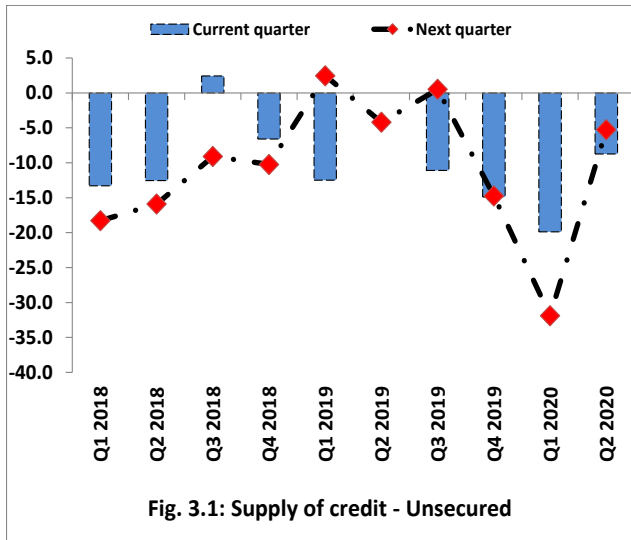 Current quarter Next quarter
5.0
0.0
-5.0
-10.0
-15.0
-20.0
-25.0
-30.0
-35.0
-40.0
Q1 2018
Q2 2018
Q3 2018
Q4 2018
Q1 2019
Q2 2019
Q3 2019
Q4 2019
Q1 2020
Q2 2020
Fig. 3.1: Supply of credit - Unsecured